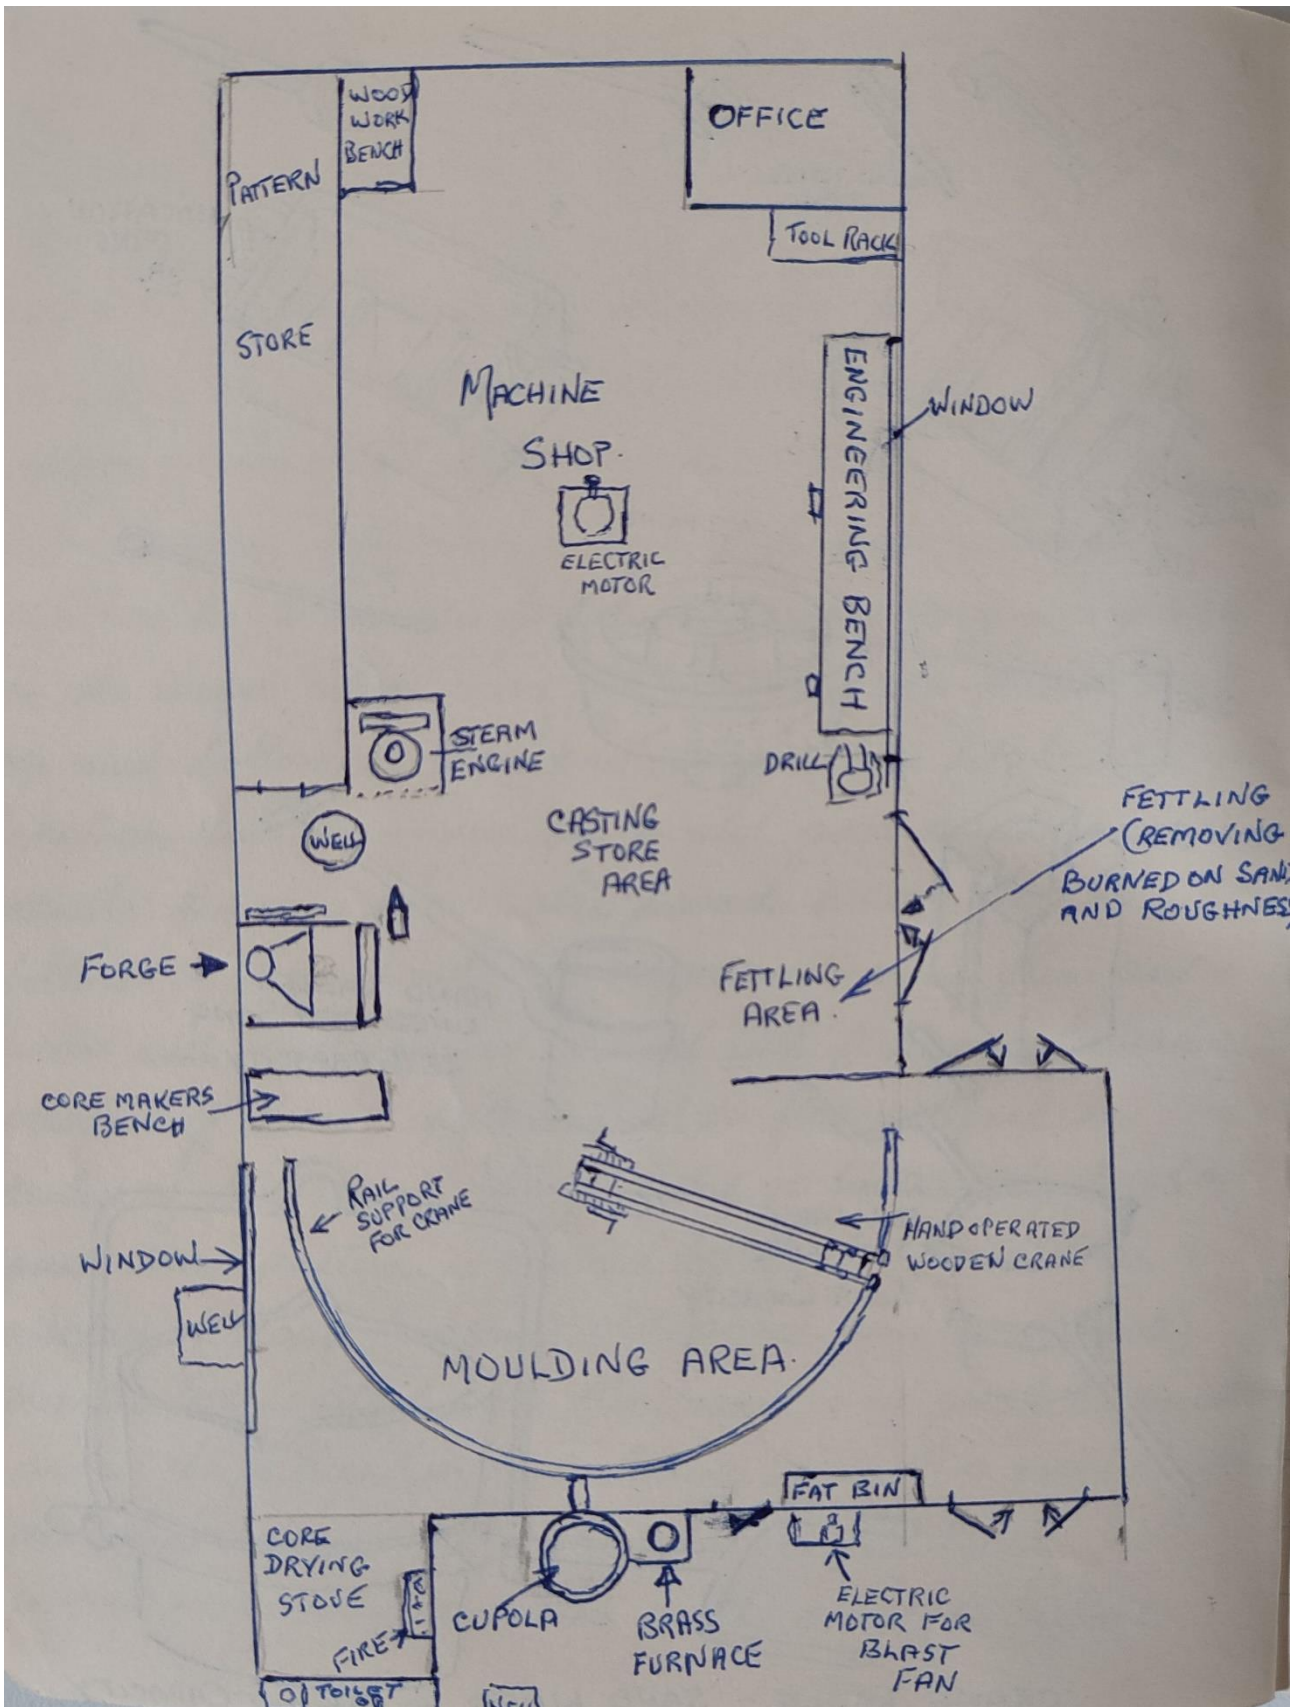 WOOD
WORK
BENCH
OFFICE
PATTERN
STORE
TOOL RACK
MACHINE
SHOP.
ENGINEERING BENCH
WINDOW
ELECTRIC
MOTOR
STEAM
ENGINE
DRILL
WELL
CASTING
STORE
AREA
FETTLING
(REMOVING
BURNED ON SAND
AND ROUGHNESS
FORGE
FETTLING
AREA.
CORE MAKERS
BENCH
RAIL
SUPPORT
FOR CRANE
HAND OPERATED
WOODEN CRANE
WINDOW
WELL
MOULDING AREA.
FAT BIN
CORE
DRYING
STOVE
FIRE
CUPOLA
BRASS
FURNACE
ELECTRIC
MOTOR FOR
BLAST
FAN
TOILET
WELL